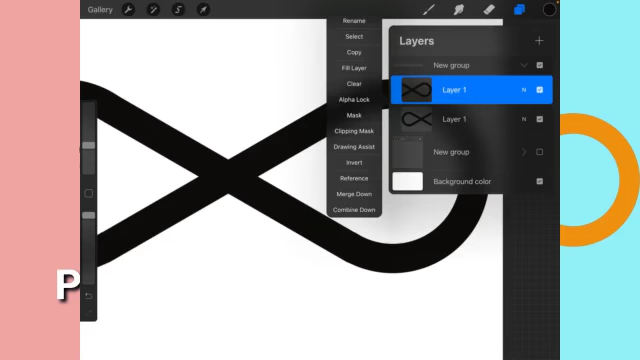 Gallery
Rename
Select
Copy
Fill Layer
Clear
Alpha Lock
Mask
Clipping Mask
Drawing Assist
Invert
Reference
Merge Down
Combine Down
Layers
New group
Layer 1 N
Layer 1 N
New group
Background color
P